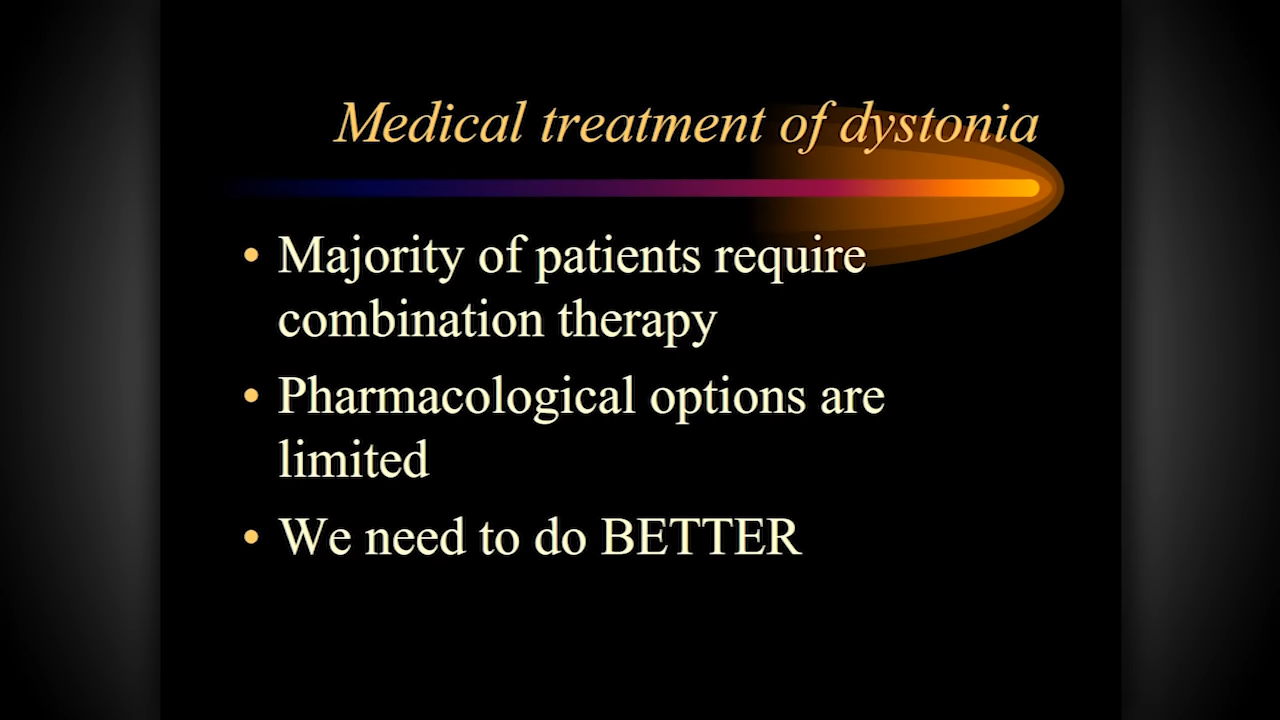 Medical treatment of dystonia
• Majority of patients require
combination therapy
• Pharmacological options are
limited
• We need to do BETTER